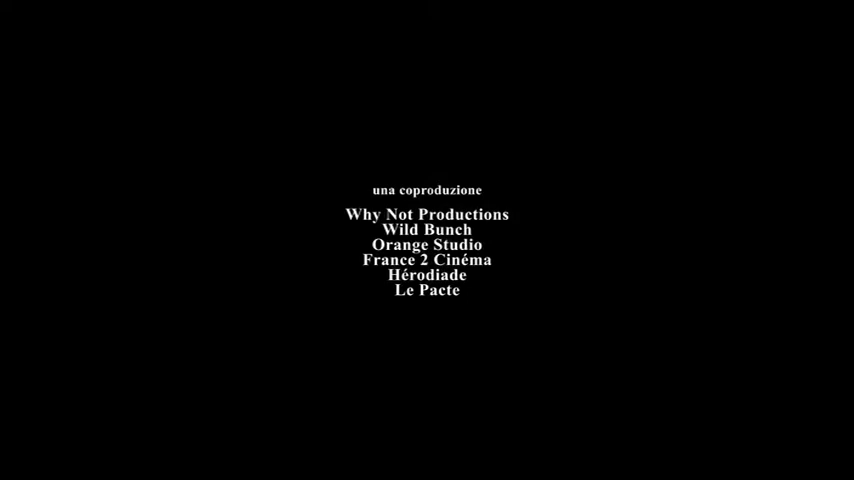 una coproduzione
Why Not Productions
Wild Bunch
Orange Studio
France 2 Cinéma
Hérodiade
Le Pacte